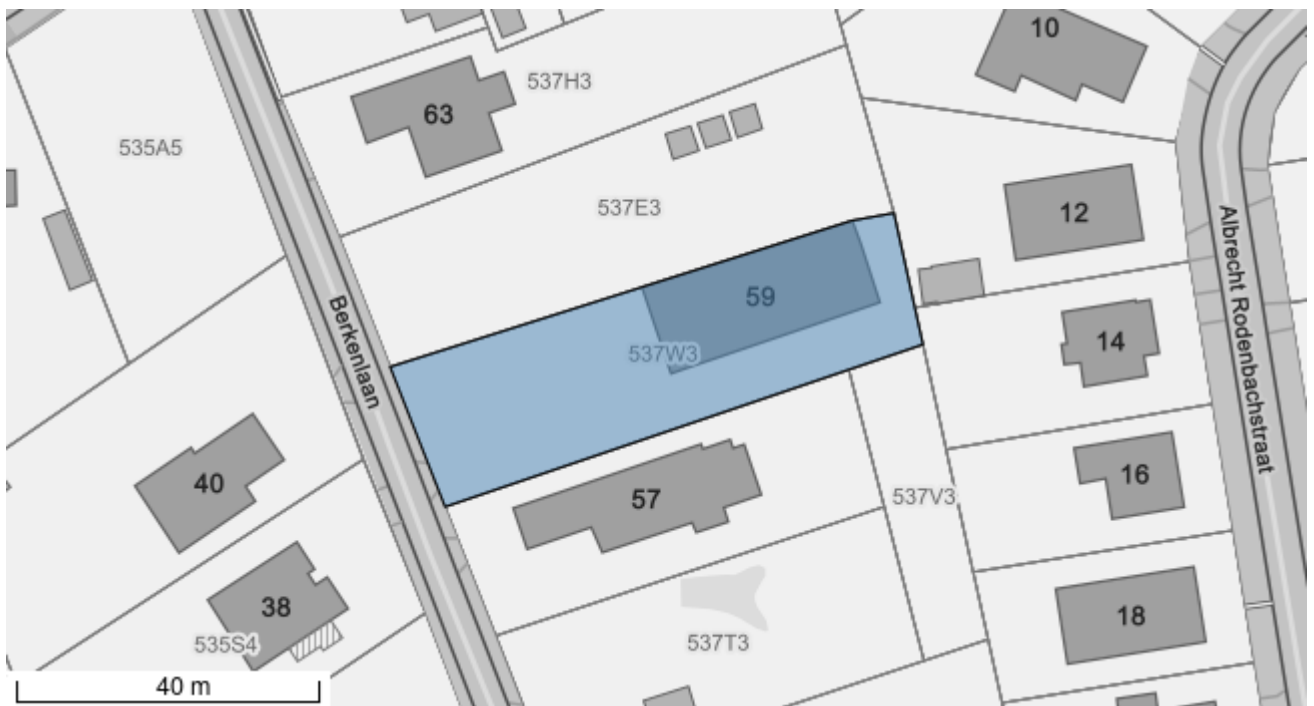 10
63
537H3
535A5
537E3
12
Albrecht Rodenbachstraat
59
Berkenlaan
537W3
14
40
57
16
537V3
38
535S4
537T3
18
40 m